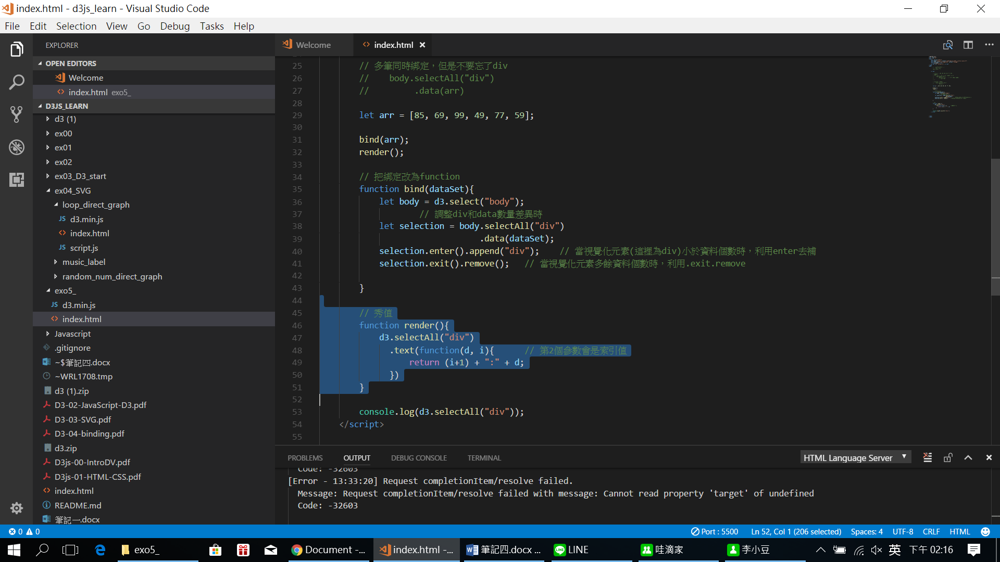 index.html - d3js_learn - Visual Studio Code
File Edit Selection View Go Debug Tasks Help
EXPLORER
OPEN EDITORS
Welcome
index.html exo5_
D3JS_LEARN
d3 (1)
ex00
ex01
ex02
ex03_D3_start
ex04_SVG
loop_direct_graph
JS d3.min.js
<> index.html
JS script.js
music_label
random_num_direct_graph
exo5_
JS d3.min.js
<> index.html
Javascript
.gitignore
~$筆記四.docx
~WRL1708.tmp
d3 (1).zip
D3-02-JavaScript-D3.pdf
D3-03-SVG.pdf
D3-04-binding.pdf
d3.zip
D3js-00-IntroDV.pdf
D3js-01-HTML-CSS.pdf
<> index.html
README.md
筆記一.docx
Welcome <> index.html
25 // 多筆同時綁定，但是不要忘了div
26 // body.selectAll("div")
27 // .data(arr)
28
29 let arr = [85, 69, 99, 49, 77, 59];
30
31 bind(arr);
32 render();
33
34 // 把綁定改為function
35 function bind(dataSet){
36 let body = d3.select("body");
37 // 調整div和data數量差異時
38 let selection = body.selectAll("div")
39 .data(dataSet);
40 selection.enter().append("div"); // 當視覺化元素(這裡為div)小於資料個數時，利用enter去補
41 selection.exit().remove(); // 當視覺化元素多餘資料個數時，利用.exit.remove
42
43 }
44
45 // 秀值
46 function render(){
47 d3.selectAll("div")
48 .text(function(d, i){ // 第2個參數會是索引值
49 return (i+1) + ":" + d;
50 })
51 }
52
53 console.log(d3.selectAll("div"));
54 </script>
55
PROBLEMS OUTPUT DEBUG CONSOLE TERMINAL HTML Language Server
Code: -32603
[Error - 13:33:20] Request completionItem/resolve failed.
Message: Request completionItem/resolve failed with message: Cannot read property 'target' of undefined
Code: -32603
0 0 Port : 5500 Ln 52, Col 1 (206 selected) Spaces: 4 UTF-8 CRLF HTML
exo5_ Document -... index.html -... 筆記四.docx ... LINE 哇滴家 李小豆 英 下午 02:16